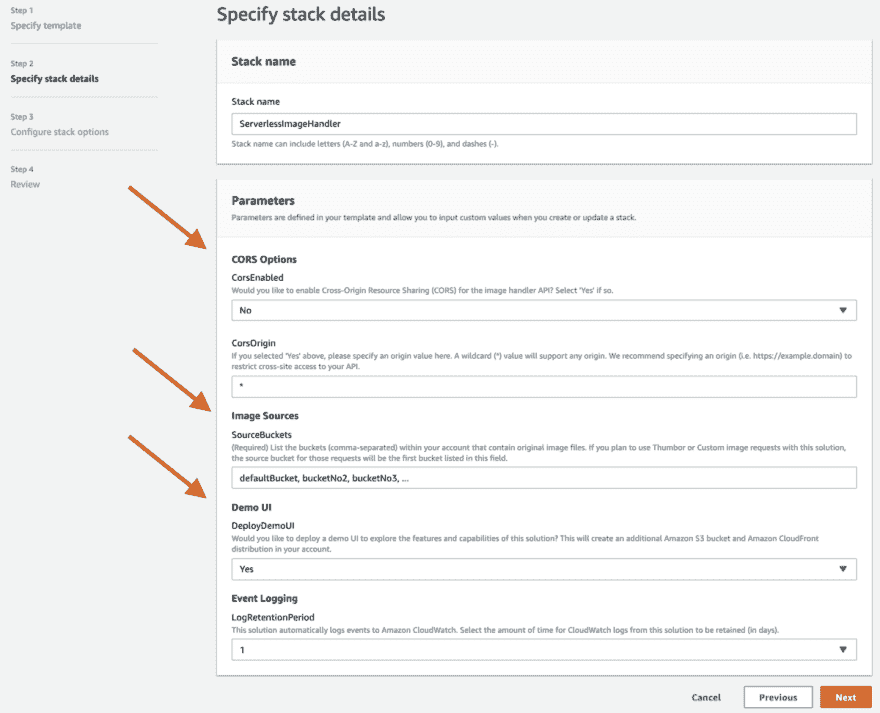 Step 1
Specify template
Step 2
Specify stack details
Step 3
Configure stack options
Step 4
Review
Specify stack details
Stack name
Stack name
ServerlessImageHandler
Stack name can include letters (A-Z and a-z), numbers (0-9), and dashes (-).
Parameters
Parameters are defined in your template and allow you to input custom values when you create or update a stack.
CORS Options
CorsEnabled
Would you like to enable Cross-Origin Resource Sharing (CORS) for the image handler API? Select 'Yes' if so.
No
CorsOrigin
If you selected 'Yes' above, please specify an origin value here. A wildcard (*) value will support any origin. We recommend specifying an origin (i.e. https://example.domain) to
restrict cross-site access to your API.
*
Image Sources
SourceBuckets
(Required) List the buckets (comma-separated) within your account that contain original image files. If you plan to use Thumbor or Custom image requests with this solution,
the source bucket for those requests will be the first bucket listed in this field.
defaultBucket, bucketNo2, bucketNo3, ...
Demo UI
DeployDemoUI
Would you like to deploy a demo UI to explore the features and capabilities of this solution? This will create an additional Amazon S3 bucket and Amazon CloudFront
distribution in your account.
Yes
Event Logging
LogRetentionPeriod
This solution automatically logs events to Amazon CloudWatch. Select the amount of time for CloudWatch logs from this solution to be retained (in days).
1
Cancel
Previous
Next